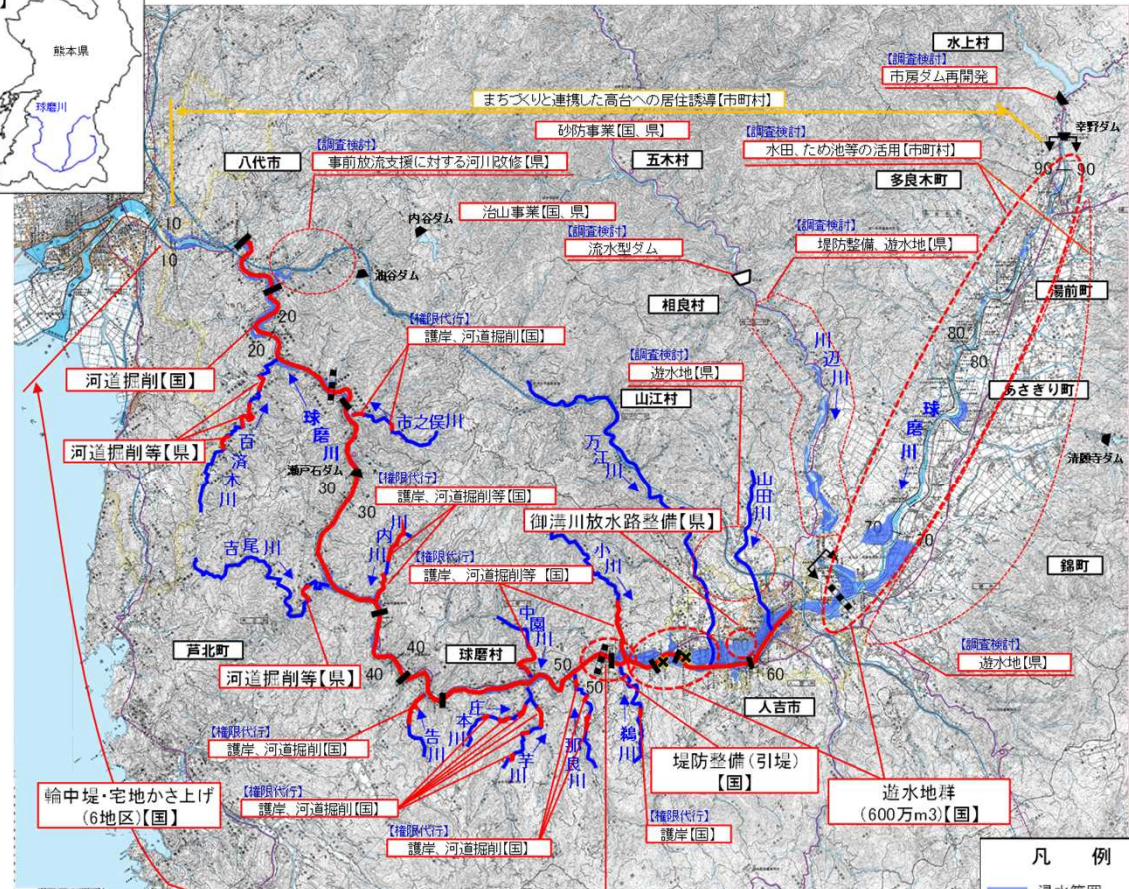 】
熊本県
球磨川
水上村
【調査検討】
市房ダム再開発
まちづくりと連携した高台への居住誘導【市町村】
幸野ダム
砂防事業【国、県】
【調査検討】
水田、ため池等の活用【市町村】
五木村
八代市
【調査検討】
事前放流支援に対する河川改修【県】
90
90
多良木町
治山事業【国、県】
内谷ダム
10
10
【調査検討】
流水型ダム
【調査検討】
堤防整備、遊水地【県】
油谷ダム
湯前町
相良村
20
20
【権限代行】
護岸、河道掘削【国】
川辺川
80
80
河道掘削【国】
【調査検討】
遊水地【県】
あさぎり町
山江村
球磨川
市之俣川
球磨川
河道掘削等【県】
百済木川
万江川
清願寺ダム
瀬戸石ダム
30
30
【権限代行】
護岸、河道掘削等【国】
山田川
御溝川放水路整備【県】
70
70
内川
吉尾川
小川
【権限代行】
護岸、河道掘削等【国】
錦町
中園川
芦北町
球磨村
40
40
50
50
60
【調査検討】
遊水地【県】
河道掘削等【県】
人吉市
庄本川
告川
芋川
那良川
鵜川
【権限代行】
護岸、河道掘削【国】
堤防整備(引堤)
【国】
輪中堤・宅地かさ上げ
(6地区)【国】
【権限代行】
護岸、河道掘削【国】
遊水地群
(600万m3)【国】
【権限代行】
護岸、河道掘削【国】
【権限代行】
護岸【国】
凡 例
浸水範囲